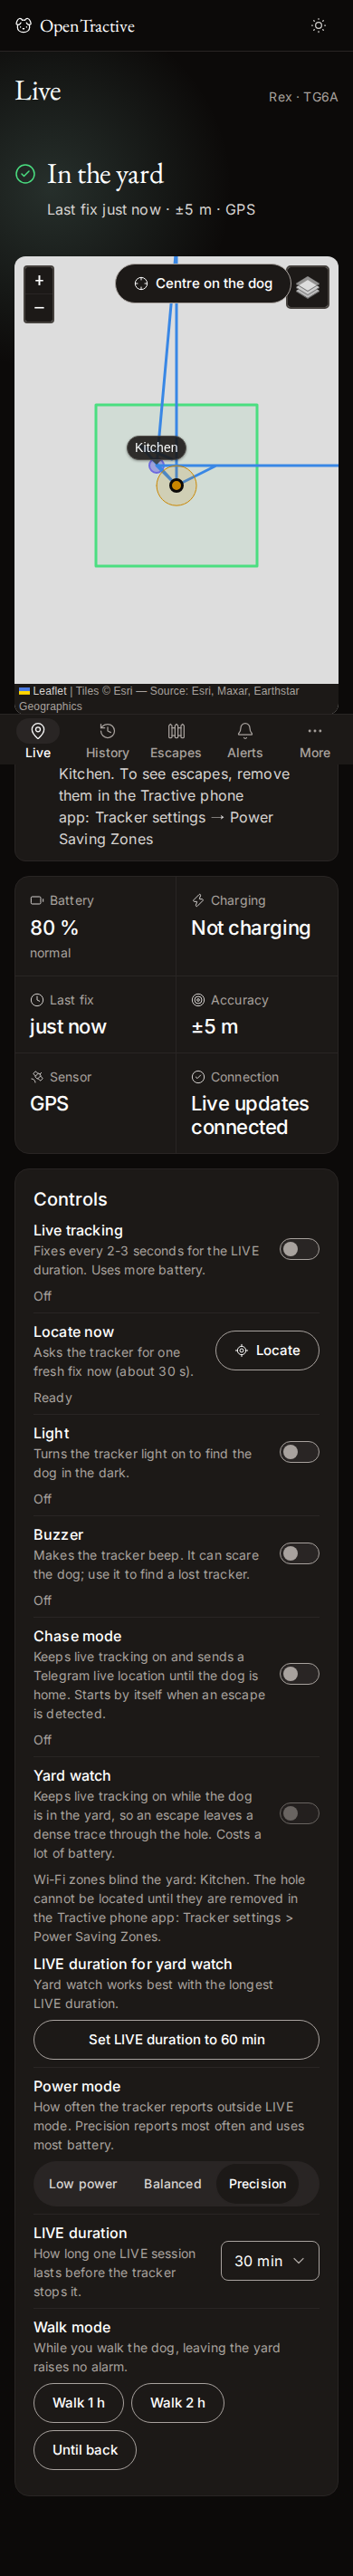 OpenTractive
Live
Rex · TG6A
In the yard
Last fix just now · ±5 m · GPS
+
Centre on the dog
−
Kitchen
Leaflet | Tiles © Esri — Source: Esri, Maxar, Earthstar
Geographics
Live
History
Escapes
Alerts
More
Kitchen. To see escapes, remove
them in the Tractive phone
app: Tracker settings → Power
Saving Zones
Battery
80 %
normal
Charging
Not charging
Last fix
just now
Accuracy
±5 m
Sensor
GPS
Connection
Live updates
connected
Controls
Live tracking
Fixes every 2-3 seconds for the LIVE
duration. Uses more battery.
Off
Locate now
Asks the tracker for one
fresh fix now (about 30 s).
Locate
Ready
Light
Turns the tracker light on to find the
dog in the dark.
Off
Buzzer
Makes the tracker beep. It can scare
the dog; use it to find a lost tracker.
Off
Chase mode
Keeps live tracking on and sends a
Telegram live location until the dog is
home. Starts by itself when an escape
is detected.
Off
Yard watch
Keeps live tracking on while the dog
is in the yard, so an escape leaves a
dense trace through the hole. Costs a
lot of battery.
Wi-Fi zones blind the yard: Kitchen. The hole
cannot be located until they are removed in
the Tractive phone app: Tracker settings >
Power Saving Zones.
LIVE duration for yard watch
Yard watch works best with the longest
LIVE duration.
Set LIVE duration to 60 min
Power mode
How often the tracker reports outside LIVE
mode. Precision reports most often and uses
most battery.
Low power
Balanced
Precision
LIVE duration
How long one LIVE session
lasts before the tracker
stops it.
30 min
Walk mode
While you walk the dog, leaving the yard
raises no alarm.
Walk 1 h
Walk 2 h
Until back